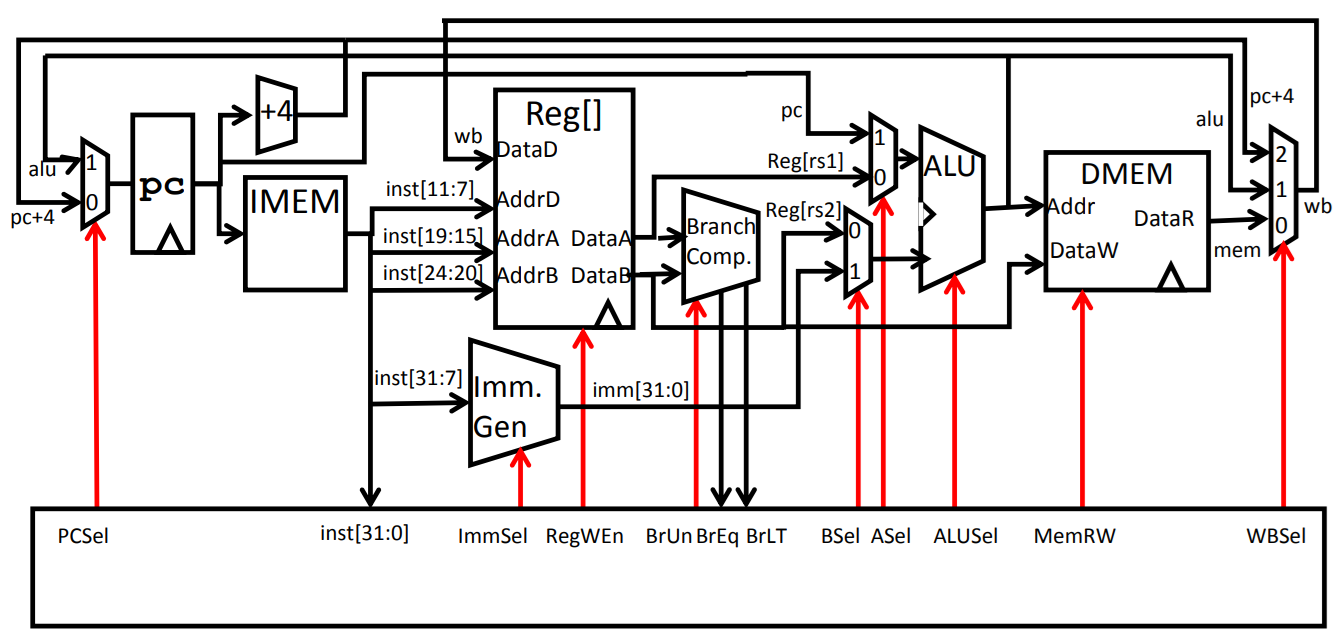 pc+4
alu
pc
+4
Reg[]
wb
DataD
pc
ALU
DMEM
alu
1
0
pc+4
pc
IMEM
inst[11:7]
AddrD
inst[19:15]
AddrA
DataA
inst[24:20]
AddrB
DataB
Branch
Comp.
Reg[rs1]
1
0
Reg[rs2]
0
1
Addr
DataR
DataW
2
1
0
mem
wb
inst[31:7]
Imm.
Gen
imm[31:0]
PCSel
inst[31:0]
ImmSel
RegWEn
BrUn
BrEq
BrLT
BSel
ASel
ALUSel
MemRW
WBSel